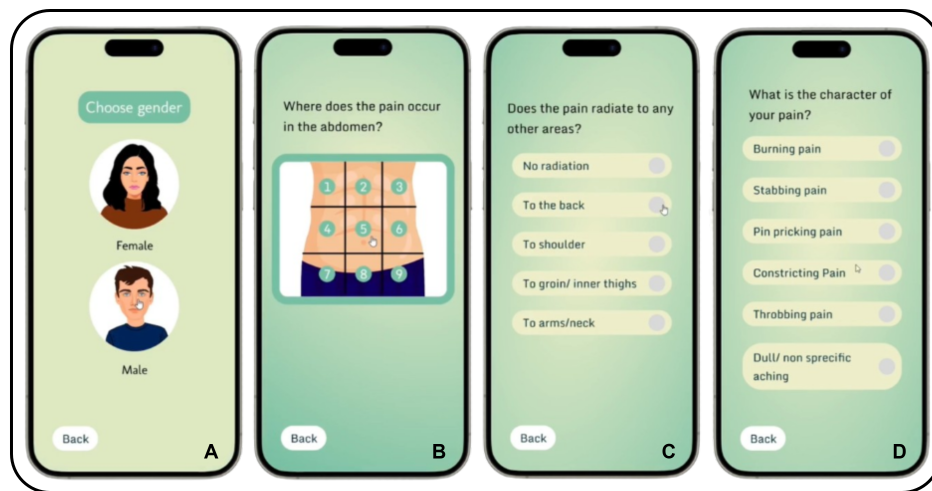 Choose gender
Female
Male
Back
A
Where does the pain occur
in the abdomen?
1 2 3
4 5 6
7 8 9
Back
B
Does the pain radiate to any
other areas?
No radiation
To the back
To shoulder
To groin/ inner thighs
To arms/neck
Back
C
What is the character of
your pain?
Burning pain
Stabbing pain
Pin pricking pain
Constricting Pain
Throbbing pain
Dull/ non sprecific
aching
Back
D